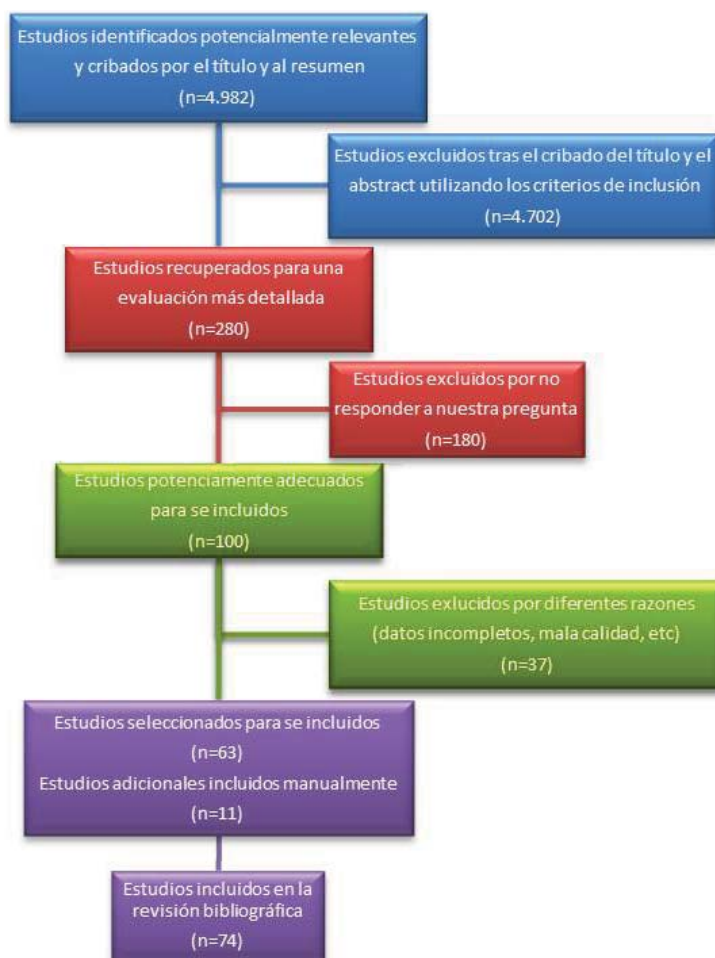 Estudios identificados potencialmente relevantes
y cribados por el título y al resumen
(n=4.982)
Estudios excluidos tras el cribado del título y el
abstract utilizando los criterios de inclusión
(n=4.702)
Estudios recuperados para una
evaluación más detallada
(n=280)
Estudios excluidos por no
responder a nuestra pregunta
(n=180)
Estudios potenciamente adecuados
para se incluidos
(n=100)
Estudios exlucidos por diferentes razones
(datos incompletos, mala calidad, etc)
(n=37)
Estudios seleccionados para se incluidos
(n=63)
Estudios adicionales incluidos manualmente
(n=11)
Estudios incluidos en la
revisión bibliográfica
(n=74)